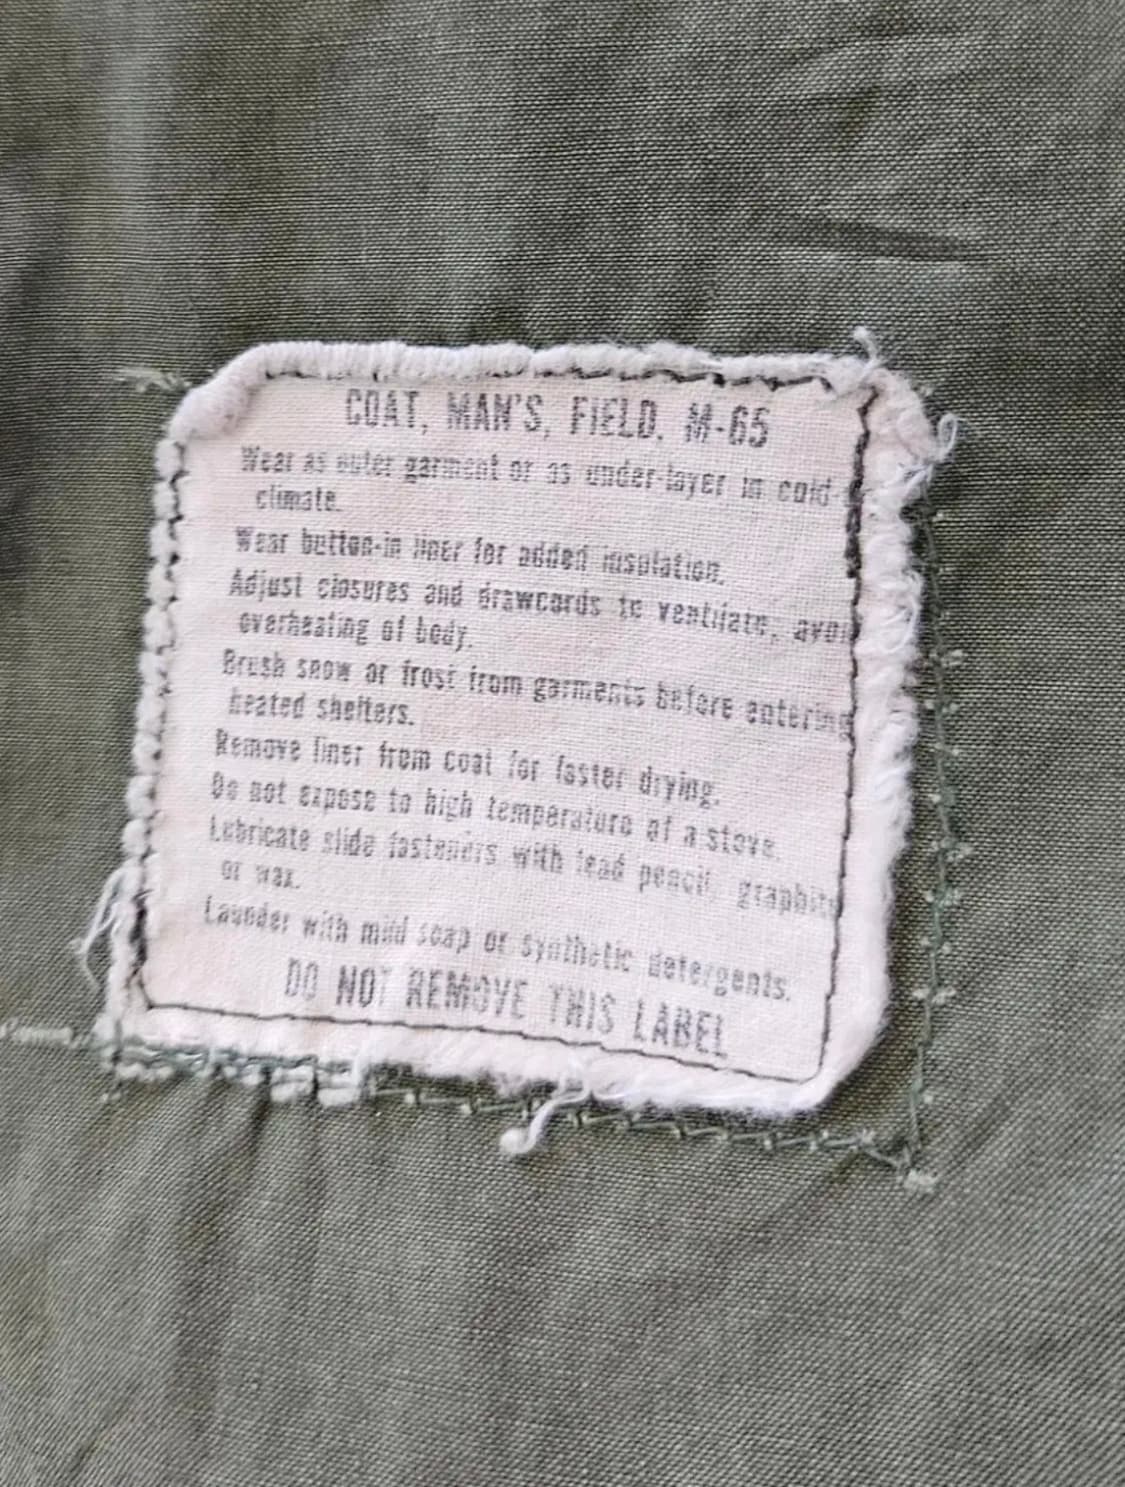 COAT, MAN'S, FIELD. M-65
Wear as outer garment or as under-layer in cold
climate.
Wear button-in liner for added insulation.
Adjust closures and drawcords to ventilate, avoi
overheating of body.
Brush snow or frost from garments before entering
heated shelters.
Remove liner from coat for faster drying.
Do not expose to high temperature of a stove.
Lubricate slide fasteners with lead pencil, graphite
or wax.
Launder with mild soap or synthetic detergents.
DO NOT REMOVE THIS LABEL